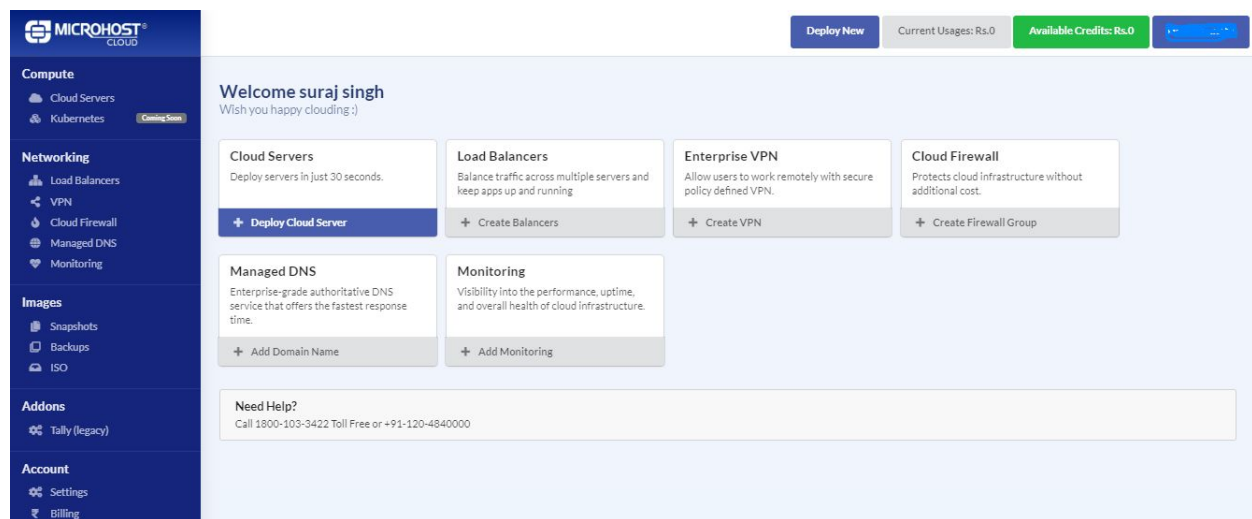 MICROHOST®
CLOUD
Deploy New
Current Usages: Rs.0
Available Credits: Rs.0
Compute
Cloud Servers
Kubernetes
Coming Soon
Networking
Load Balancers
VPN
Cloud Firewall
Managed DNS
Monitoring
Images
Snapshots
Backups
ISO
Addons
Tally (legacy)
Account
Settings
Billing
Welcome suraj singh
Wish you happy clouding :)
Cloud Servers
Deploy servers in just 30 seconds.
+ Deploy Cloud Server
Load Balancers
Balance traffic across multiple servers and
keep apps up and running
+ Create Balancers
Enterprise VPN
Allow users to work remotely with secure
policy defined VPN.
+ Create VPN
Cloud Firewall
Protects cloud infrastructure without
additional cost.
+ Create Firewall Group
Managed DNS
Enterprise-grade authoritative DNS
service that offers the fastest response
time.
+ Add Domain Name
Monitoring
Visibility into the performance, uptime,
and overall health of cloud infrastructure.
+ Add Monitoring
Need Help?
Call 1800-103-3422 Toll Free or +91-120-4840000